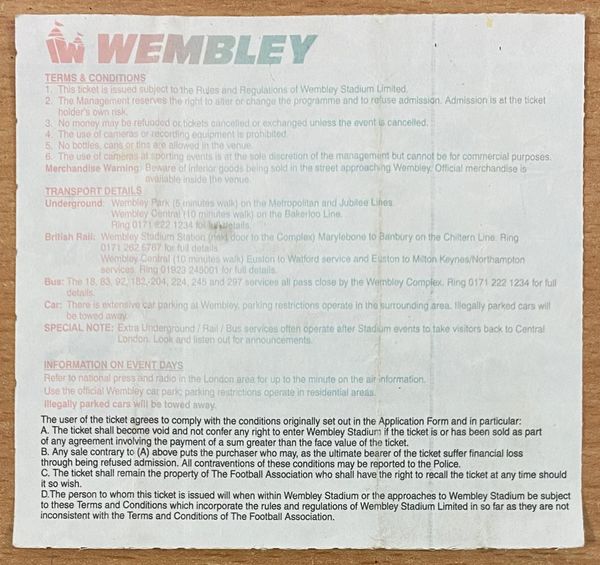 WEMBLEY
TERMS & CONDITIONS
1. This ticket is issued subject to the Rules and Regulations of Wembley Stadium Limited.
2. The Management reserves the right to alter or change the programme and to refuse admission. Admission is at the ticket
holder's own risk.
3. No money may be refunded or tickets cancelled or exchanged unless the event is cancelled.
4. The use of cameras or recording equipment is prohibited.
5. No bottles, cans or tins are allowed in the venue.
6. The use of cameras at sporting events is at the sole discretion of the management but cannot be for commercial purposes.
Merchandise Warning: Beware of inferior goods being sold in the street approaching Wembley. Official merchandise is
available inside the venue.
TRANSPORT DETAILS
Underground: Wembley Park (5 minutes walk) on the Metropolitan and Jubilee Lines.
Wembley Central (10 minutes walk) on the Bakerloo Line.
Ring 0171 222 1234 for full details.
British Rail: Wembley Stadium Station (next door to the Complex) Marylebone to Banbury on the Chiltern Line. Ring
0171 262 6767 for full details.
Wembley Central (10 minutes walk) Euston to Watford service and Euston to Milton Keynes/Northampton
services. Ring 01923 245001 for full details.
Bus: The 18, 83, 92, 182, 204, 224, 245 and 297 services all pass close by the Wembley Complex. Ring 0171 222 1234 for full
details.
Car: There is extensive car parking at Wembley, parking restrictions operate in the surrounding area. Illegally parked cars will
be towed away.
SPECIAL NOTE: Extra Underground / Rail / Bus services often operate after Stadium events to take visitors back to Central
London. Look and listen out for announcements.
INFORMATION ON EVENT DAYS
Refer to national press and radio in the London area for up to the minute on the air information.
Use the official Wembley car park; parking restrictions operate in residential areas.
Illegally parked cars will be towed away.
The user of the ticket agrees to comply with the conditions originally set out in the Application Form and in particular:
A. The ticket shall become void and not confer any right to enter Wembley Stadium if the ticket is or has been sold as part
of any agreement involving the payment of a sum greater than the face value of the ticket.
B. Any sale contrary to (A) above puts the purchaser who may, as the ultimate bearer of the ticket suffer financial loss
through being refused admission. All contraventions of these conditions may be reported to the Police.
C. The ticket shall remain the property of The Football Association who shall have the right to recall the ticket at any time should
it so wish.
D.The person to whom this ticket is issued will when within Wembley Stadium or the approaches to Wembley Stadium be subject
to these Terms and Conditions which incorporate the rules and regulations of Wembley Stadium Limited in so far as they are not
inconsistent with the Terms and Conditions of The Football Association.